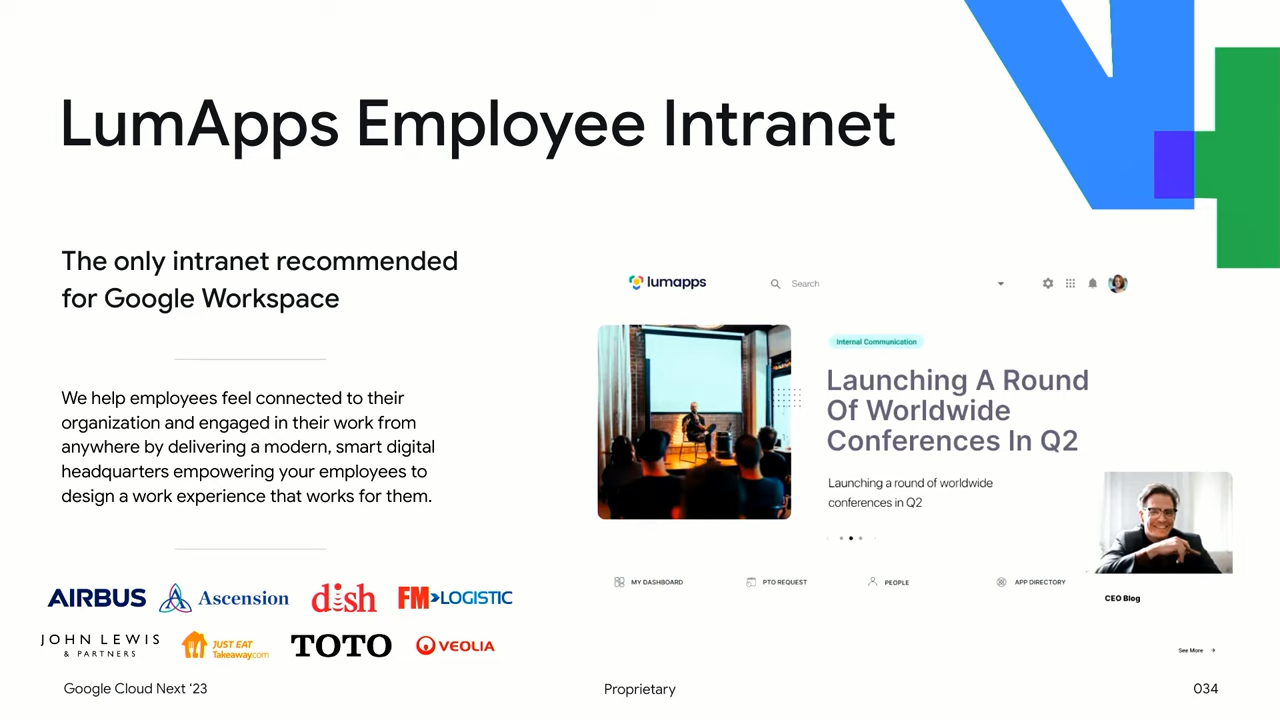 LumApps Employee Intranet
The only intranet recommended
for Google Workspace
We help employees feel connected to their
organization and engaged in their work from
anywhere by delivering a modern, smart digital
headquarters empowering your employees to
design a work experience that works for them.
AIRBUS Ascension dish FM>LOGISTIC
JOHN LEWIS
& PARTNERS
JUST EAT
Takeaway.com
TOTO VEOLIA
lumapps Search
Internal Communication
Launching A Round
Of Worldwide
Conferences In Q2
Launching a round of worldwide
conferences in Q2
MY DASHBOARD PTO REQUEST PEOPLE APP DIRECTORY
CEO Blog
See More →
Google Cloud Next ‘23 Proprietary 034